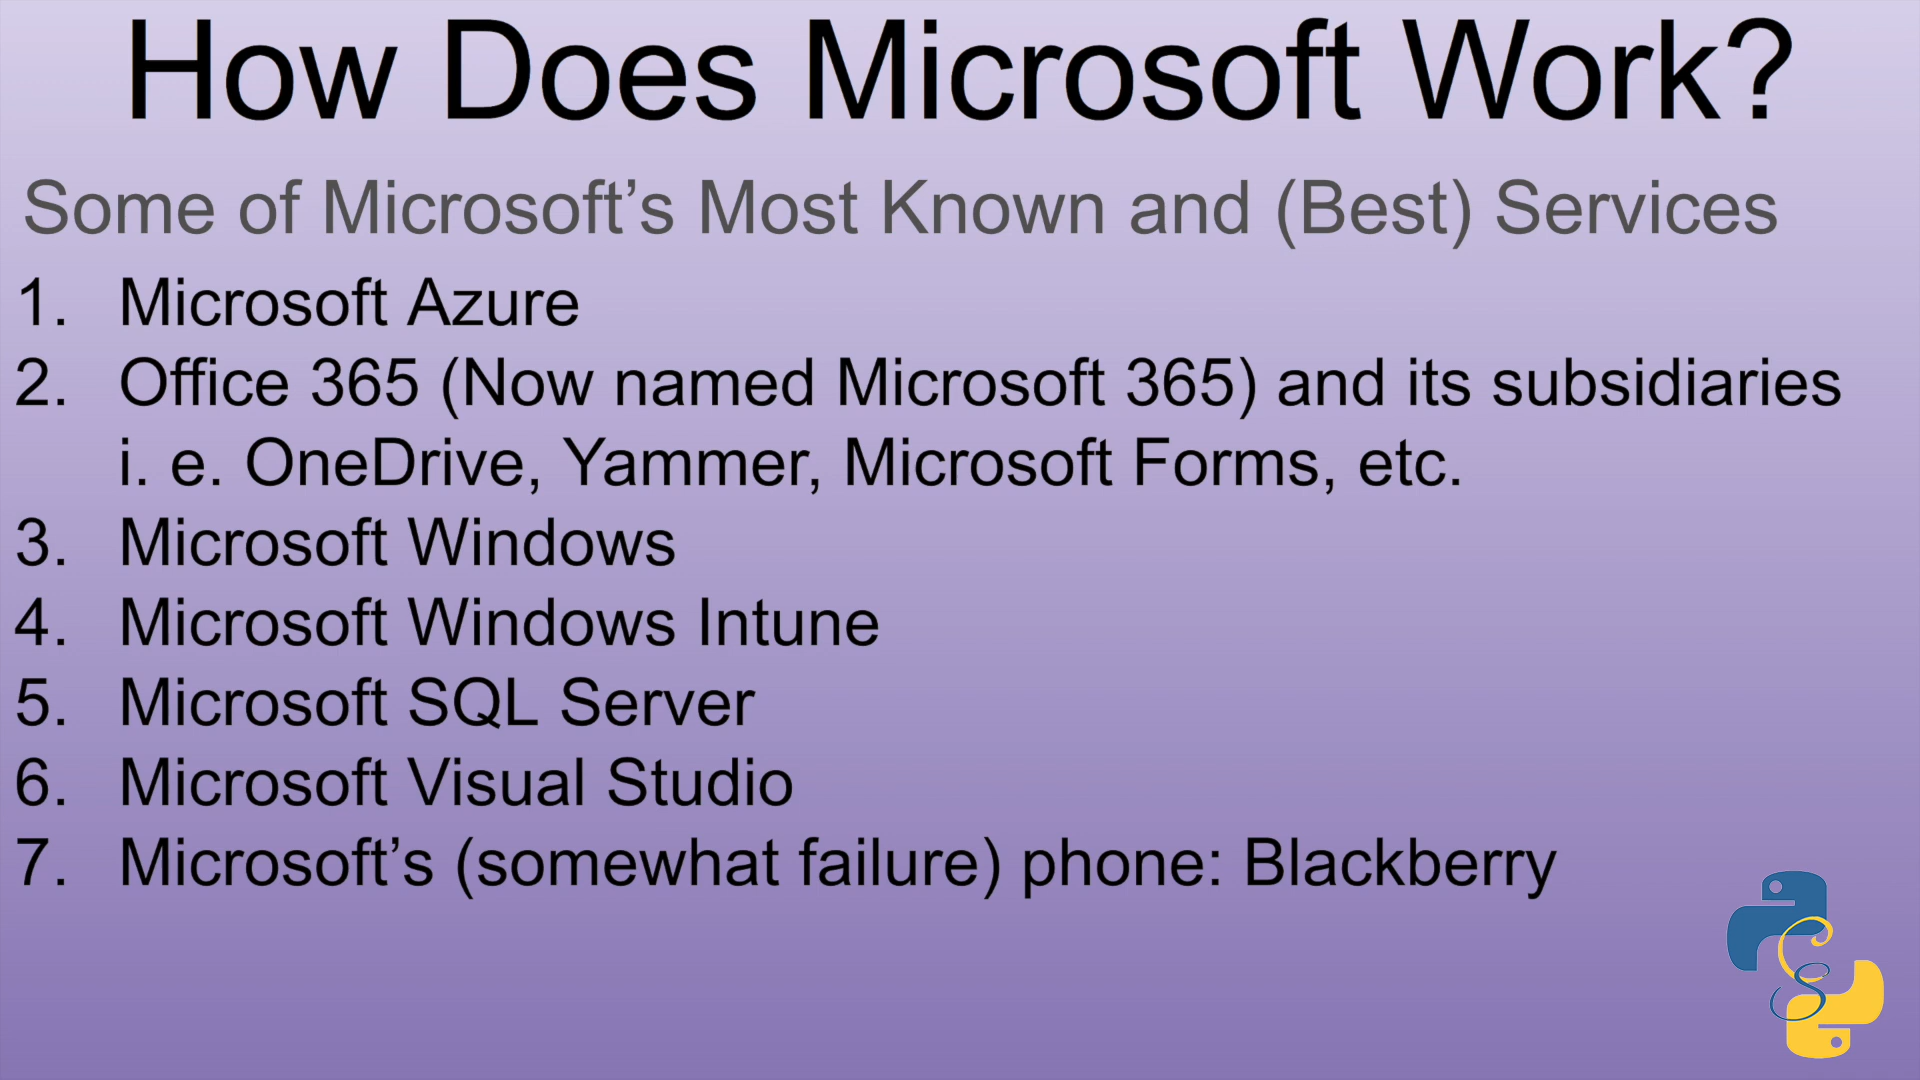 How Does Microsoft Work?
Some of Microsoft’s Most Known and (Best) Services
1. Microsoft Azure
2. Office 365 (Now named Microsoft 365) and its subsidiaries
i. e. OneDrive, Yammer, Microsoft Forms, etc.
3. Microsoft Windows
4. Microsoft Windows Intune
5. Microsoft SQL Server
6. Microsoft Visual Studio
7. Microsoft’s (somewhat failure) phone: Blackberry
CS